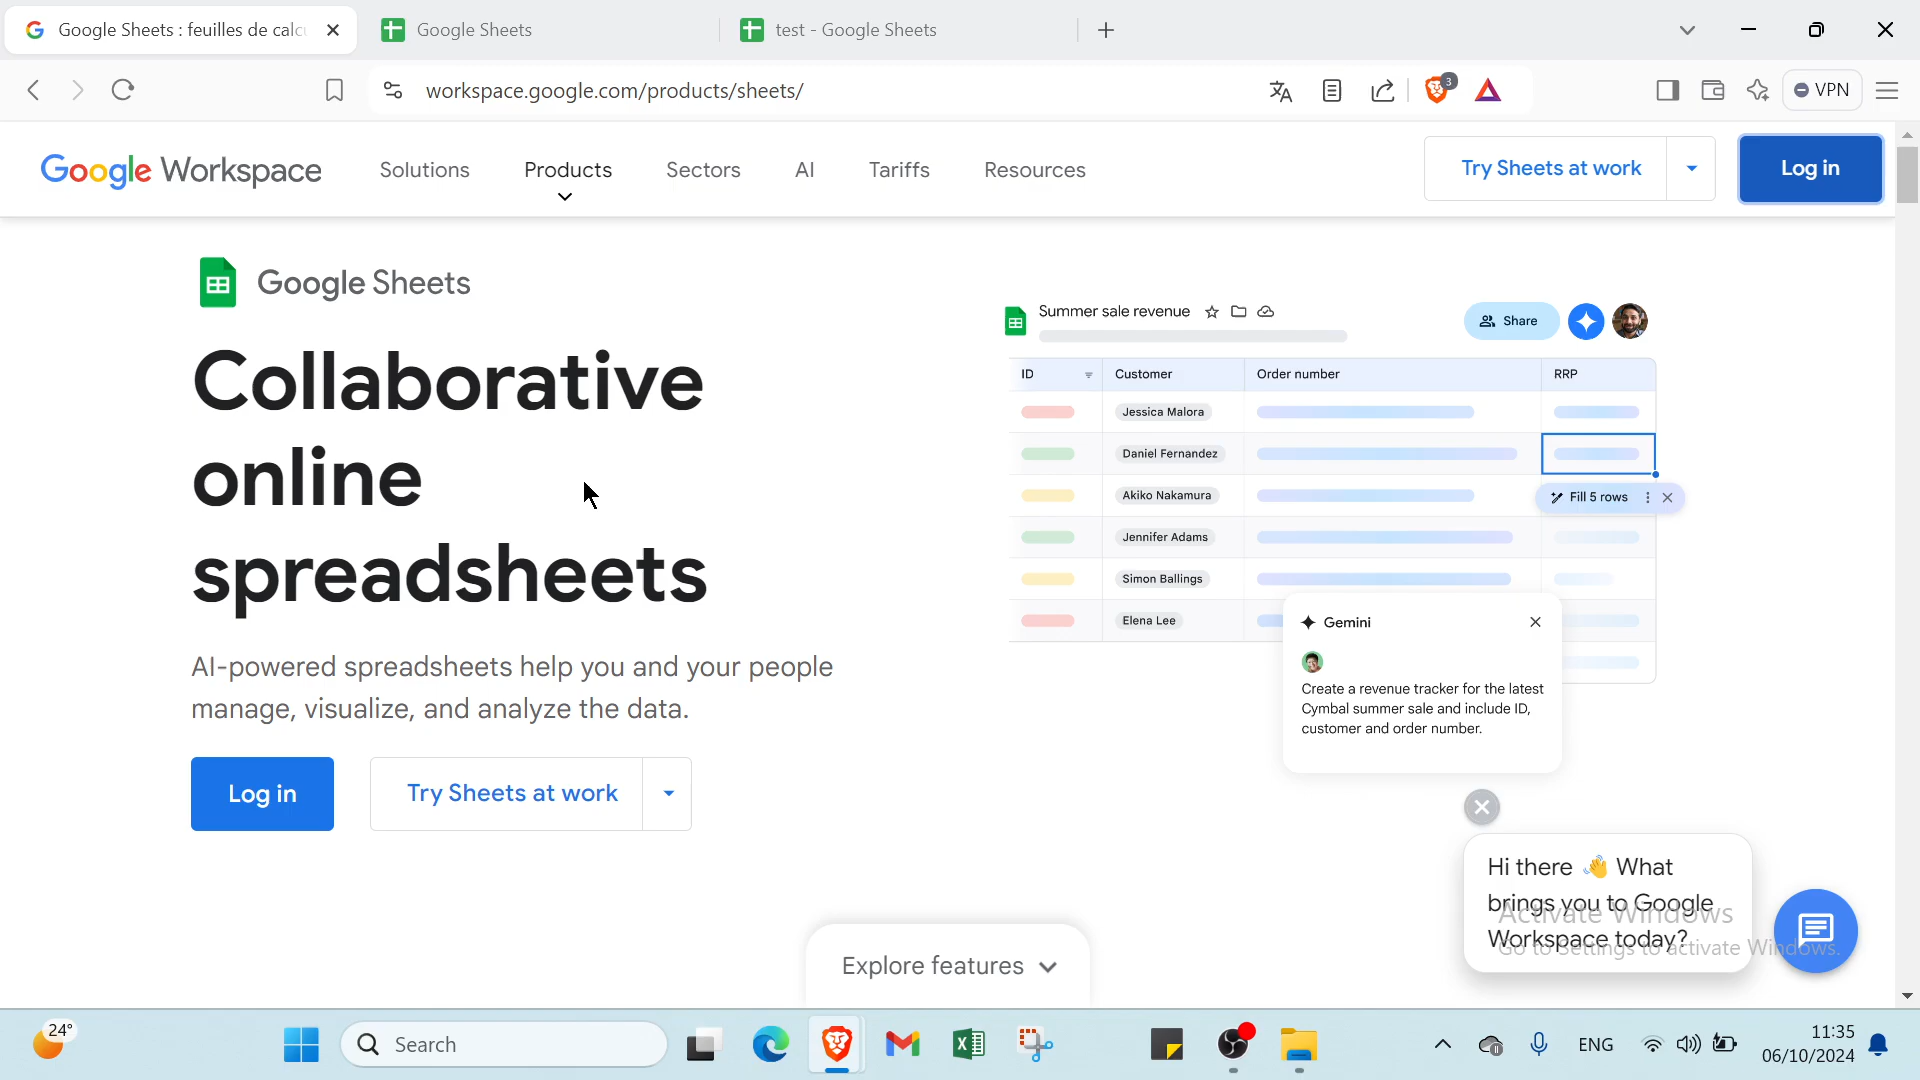 Google Sheets : feuilles de calc
Google Sheets
test - Google Sheets
workspace.google.com/products/sheets/
3
VPN
Google Workspace
Solutions
Products
Sectors
AI
Tariffs
Resources
Try Sheets at work
Log in
Google Sheets
Collaborative
online
spreadsheets
AI-powered spreadsheets help you and your people
manage, visualize, and analyze the data.
Log in
Try Sheets at work
Summer sale revenue
Share
ID
Customer
Order number
RRP
Jessica Malora
Daniel Fernandez
Akiko Nakamura
Fill 5 rows
Jennifer Adams
Simon Ballings
Elena Lee
Gemini
Create a revenue tracker for the latest
Cymbal summer sale and include ID,
customer and order number.
Hi there 👋 What
brings you to Google
Workspace today?
Activate Windows
Go to Settings to activate Windows.
Explore features
24°
Search
ENG
11:35
06/10/2024